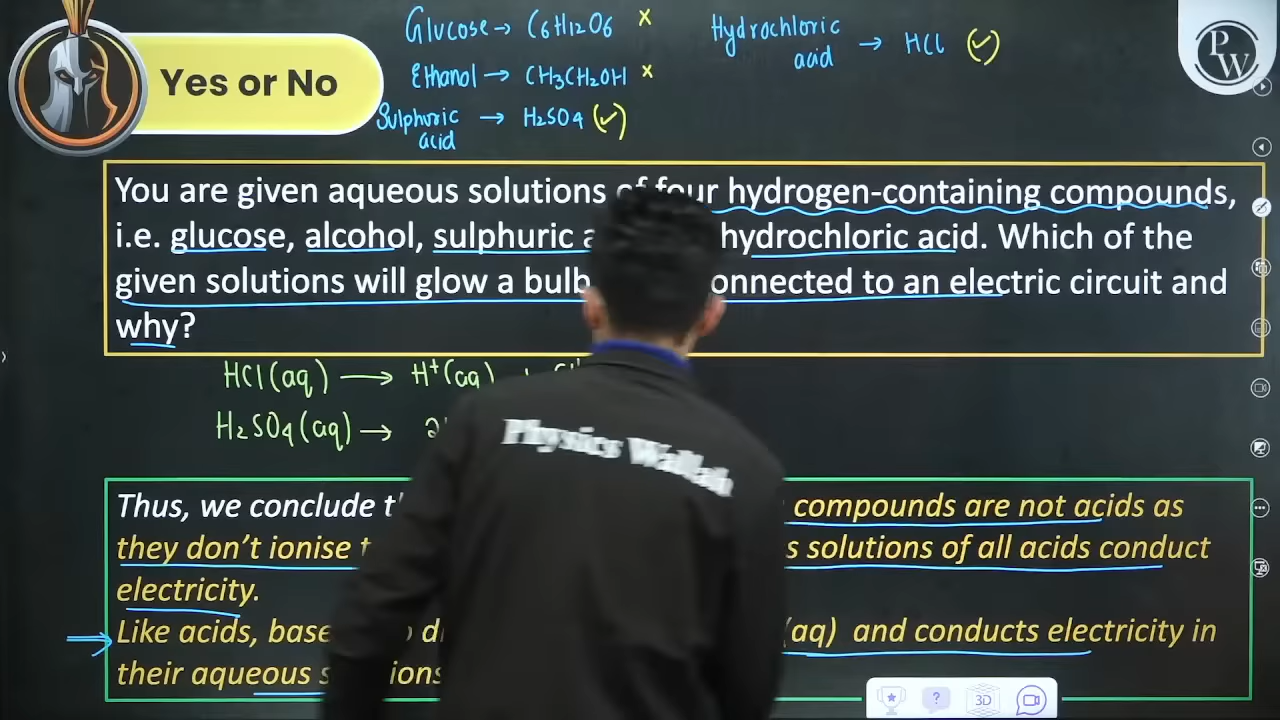 Glucose → C6H12O6 ×
Hydrochloric acid → HCl (✓)
Ethanol → CH3CH2OH ×
Sulphuric acid → H2SO4 (✓)
PW
Yes or No
You are given aqueous solutions of four hydrogen-containing compounds,
i.e. glucose, alcohol, sulphuric hydrochloric acid. Which of the
given solutions will glow a bulb connected to an electric circuit and
why?
HCl(aq) → H+(aq) +
H2SO4(aq) →
Physics Wallah
Thus, we conclude compounds are not acids as
they don't ionise solutions of all acids conduct
electricity.
⇒ Like acids, (aq) and conducts electricity in
their aqueous
?
3D